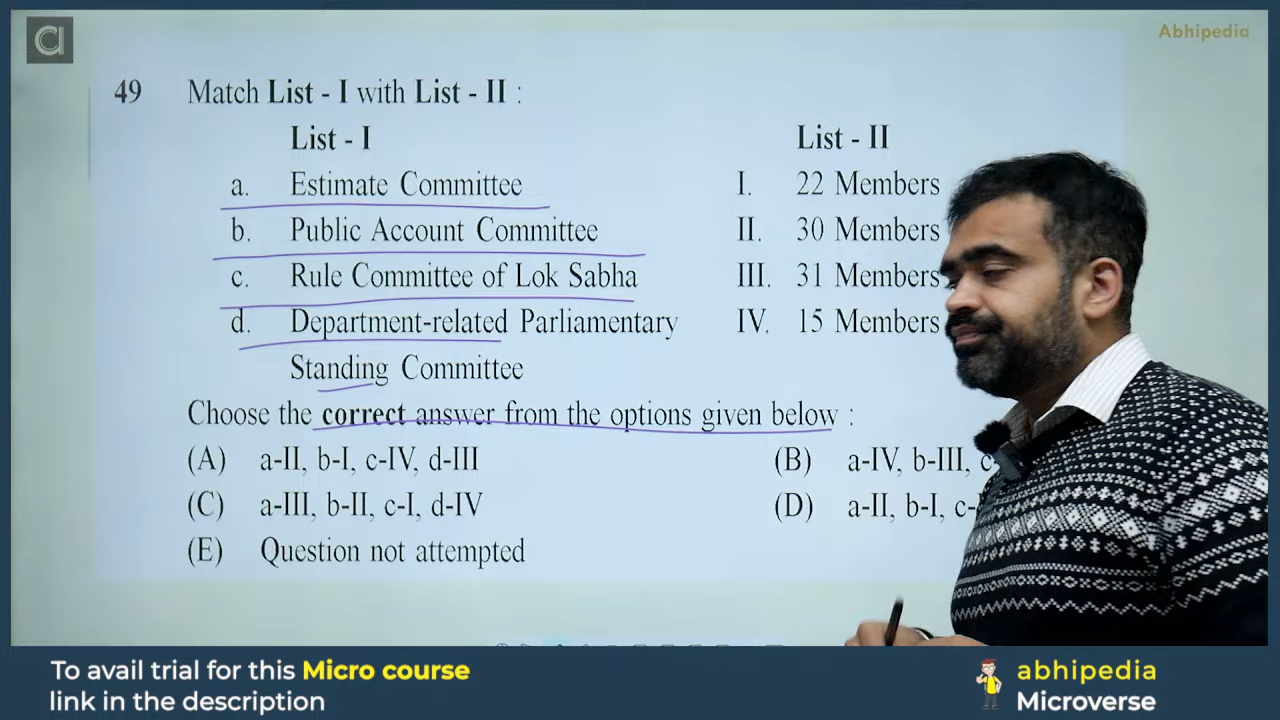 a
Abhipedia
49 Match List - I with List - II :
List - I List - II
a. Estimate Committee I. 22 Members
b. Public Account Committee II. 30 Members
c. Rule Committee of Lok Sabha III. 31 Members
d. Department-related Parliamentary IV. 15 Members
Standing Committee
Choose the correct answer from the options given below :
(A) a-II, b-I, c-IV, d-III (B) a-IV, b-III,
(C) a-III, b-II, c-I, d-IV (D) a-II, b-I,
(E) Question not attempted
To avail trial for this Micro course
link in the description
abhipedia
Microverse